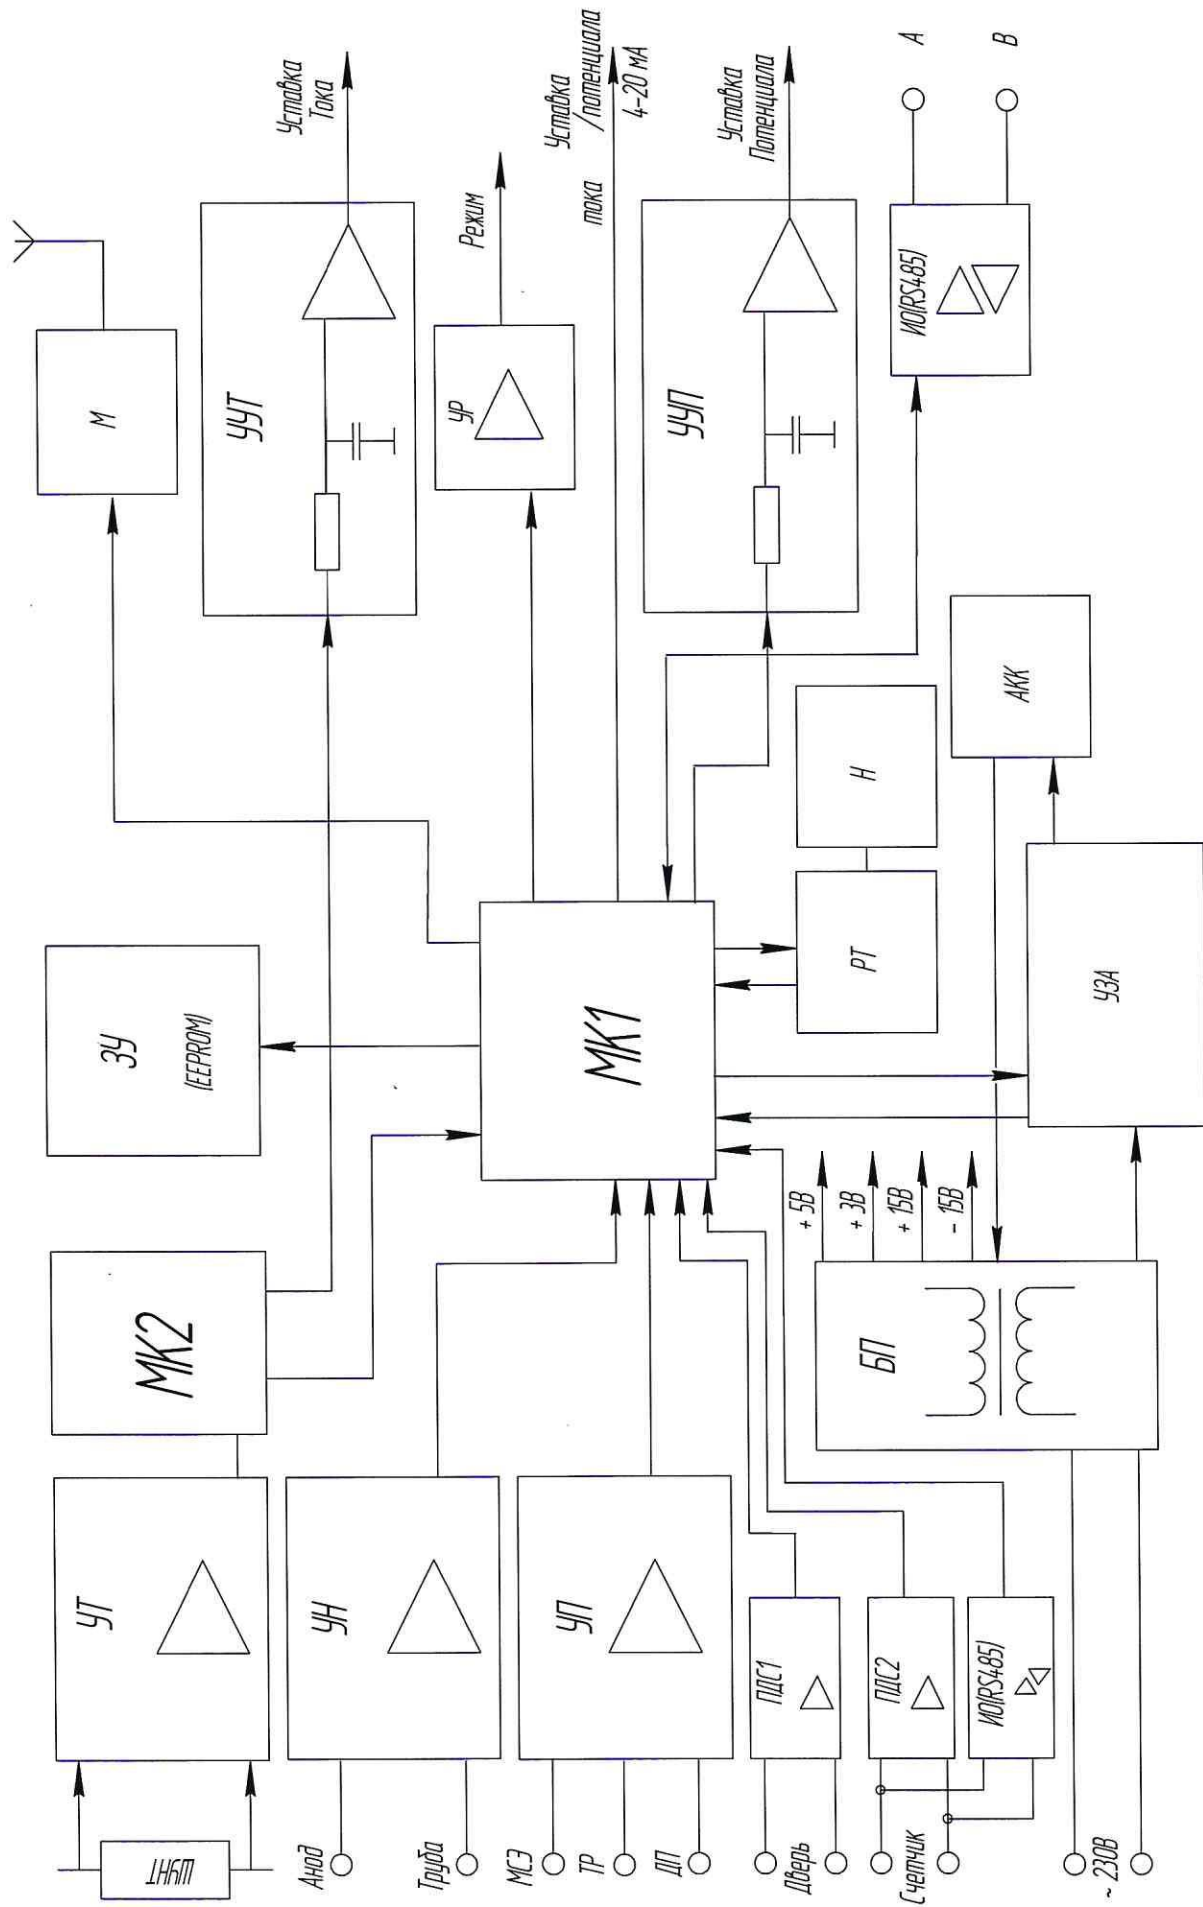 ШУНТ
Анод
Труба
МСЭ
ТР
ДП
Дверь
Счетчик
~ 230В
УТ
УН
УП
ПДС1
ПДС2
ИО(RS485)
МК2
БП
+ 5В
+ 3В
+ 15В
- 15В
ЗУ
(EEPROM)
МК1
РТ
Н
УЗА
АКК
М
УУТ
УР
УУП
ИО(RS485)
Уставка
Тока
Режим
Уставка
тока /потенциала
4-20 мА
Уставка
Потенциала
А
В